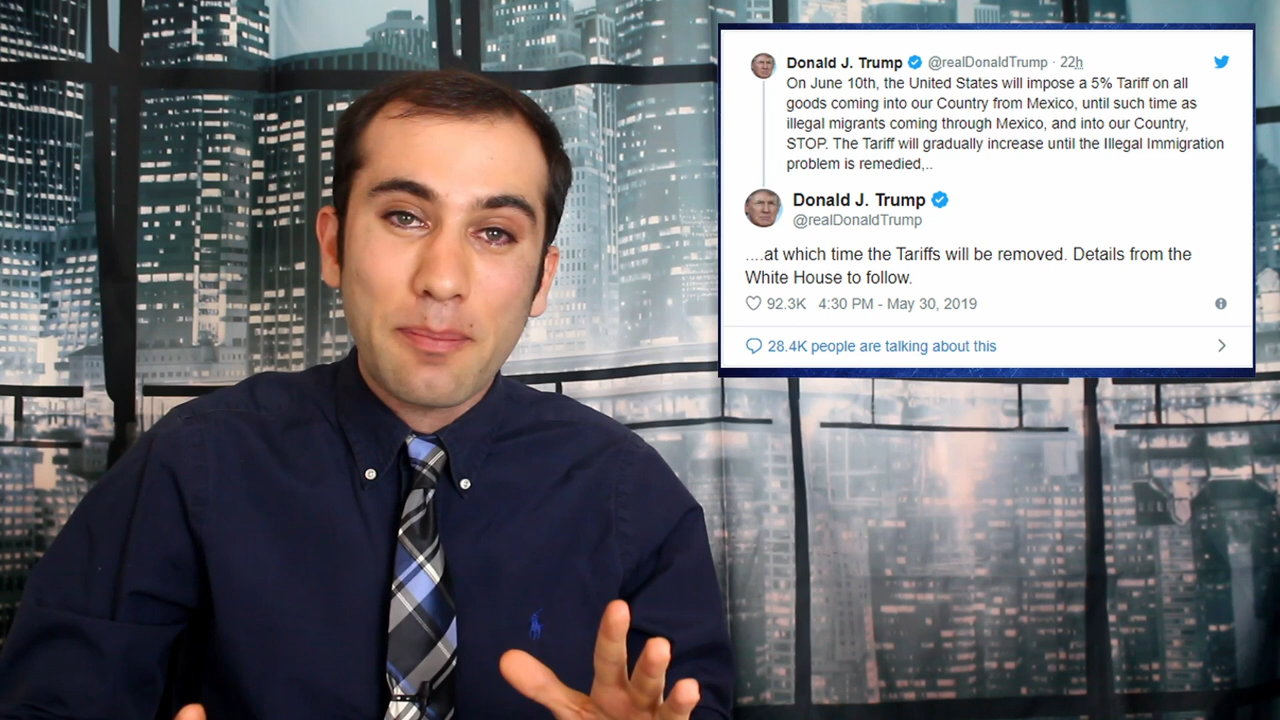 Donald J. Trump @realDonaldTrump · 22h
On June 10th, the United States will impose a 5% Tariff on all
goods coming into our Country from Mexico, until such time as
illegal migrants coming through Mexico, and into our Country,
STOP. The Tariff will gradually increase until the Illegal Immigration
problem is remedied,..
Donald J. Trump
@realDonaldTrump
....at which time the Tariffs will be removed. Details from the
White House to follow.
92.3K 4:30 PM - May 30, 2019
28.4K people are talking about this